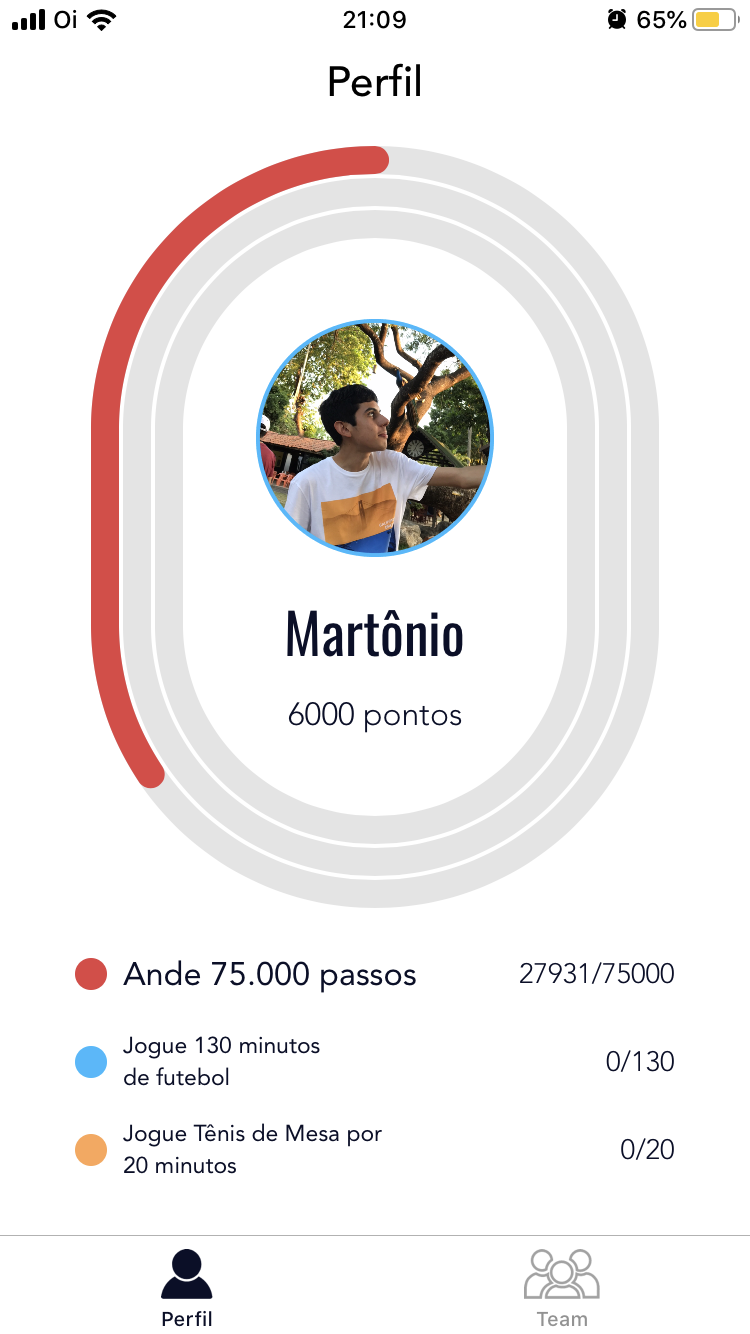 Oi 21:09 65%
Perfil
Martônio
6000 pontos
Ande 75.000 passos 27931/75000
Jogue 130 minutos
de futebol 0/130
Jogue Tênis de Mesa por
20 minutos 0/20
Perfil Team